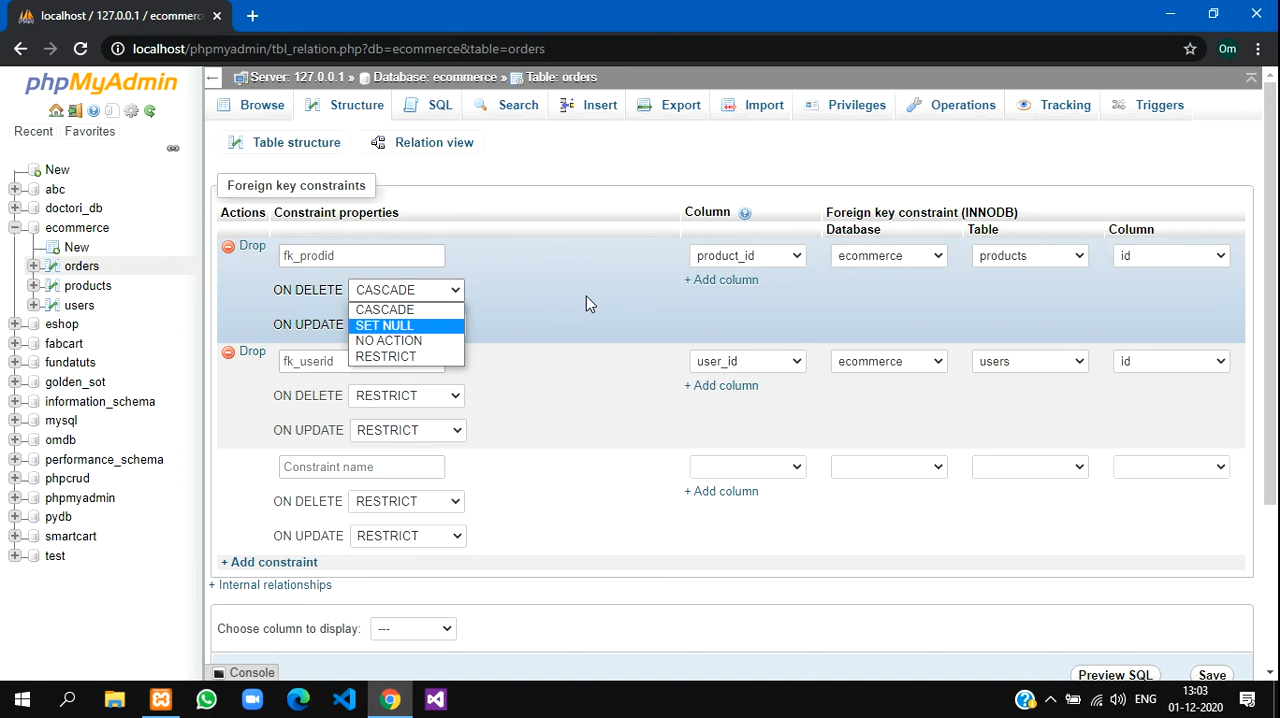 localhost / 127.0.0.1 / ecommerc
localhost/phpmyadmin/tbl_relation.php?db=ecommerce&table=orders
Om
phpMyAdmin
Recent Favorites
New
abc
doctori_db
ecommerce
New
orders
products
users
eshop
fabcart
fundatuts
golden_sot
information_schema
mysql
omdb
performance_schema
phpcrud
phpmyadmin
pydb
smartcart
test
Server: 127.0.0.1 » Database: ecommerce » Table: orders
Browse Structure SQL Search Insert Export Import Privileges Operations Tracking Triggers
Table structure Relation view
Foreign key constraints
Actions Constraint properties Column Foreign key constraint (INNODB)
Database Table Column
Drop fk_prodid product_id ecommerce products id
+ Add column
ON DELETE CASCADE
CASCADE
ON UPDATE SET NULL
NO ACTION
RESTRICT
Drop fk_userid user_id ecommerce users id
+ Add column
ON DELETE RESTRICT
ON UPDATE RESTRICT
Constraint name
+ Add column
ON DELETE RESTRICT
ON UPDATE RESTRICT
+ Add constraint
+ Internal relationships
Choose column to display: ---
Console
Preview SQL Save
ENG
13:03
01-12-2020